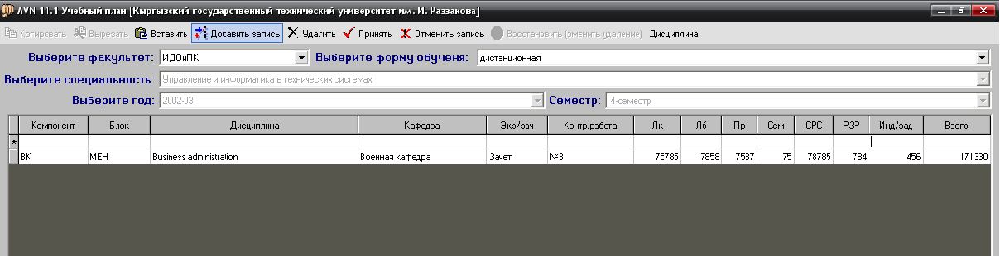 AVN 11.1 Учебный план [Кыргызский государственный технический университет им. И. Раззакова]
Копировать Вырезать Вставить Добавить запись Удалить Принять Отменить запись Восстановить (отменить удаление) Дисциплина
Выберите факультет: ИДОиПК Выберите форму обученя: дистанционная
Выберите специальность: Управление и информатика в технических системах
Выберите год: 2002-03 Семестр: 4-семестр
Компонент Блок Дисциплина Кафедра Экз/зач Контр.работа Лк Лб Пр Сем СРС РЗР Инд/зад Всего
*
ВК МЕН Business administration Военная кафедра Зачет №3 75785 7858 7587 75 78785 784 456 171330